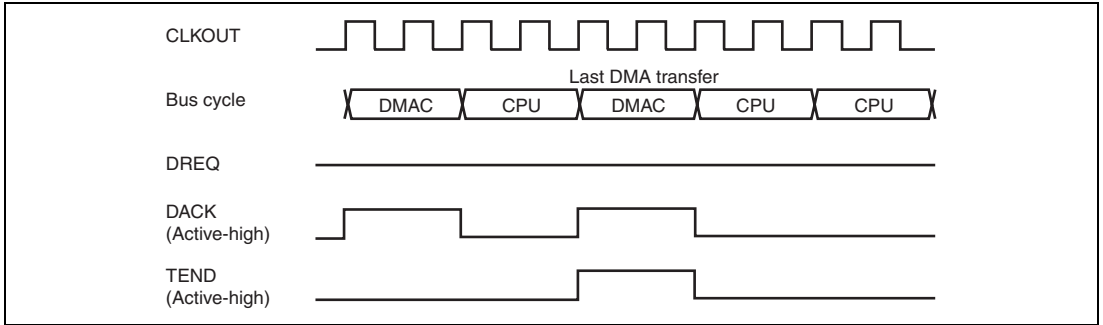 CLKOUT
Last DMA transfer
Bus cycle DMAC CPU DMAC CPU CPU
DREQ
DACK
(Active-high)
TEND
(Active-high)